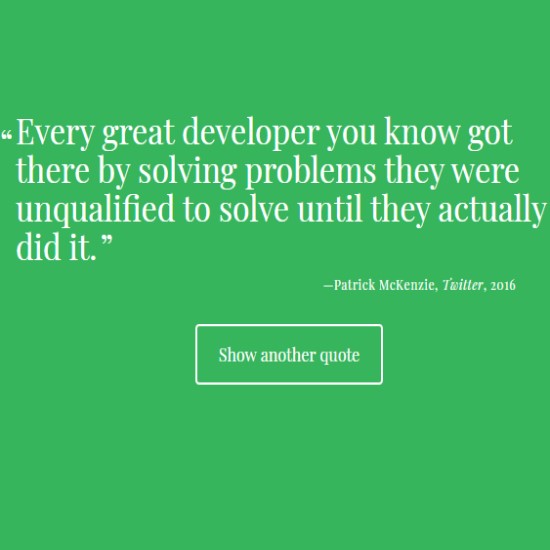 “Every great developer you know got
there by solving problems they were
unqualified to solve until they actually
did it.”
—Patrick McKenzie, Twitter, 2016
Show another quote